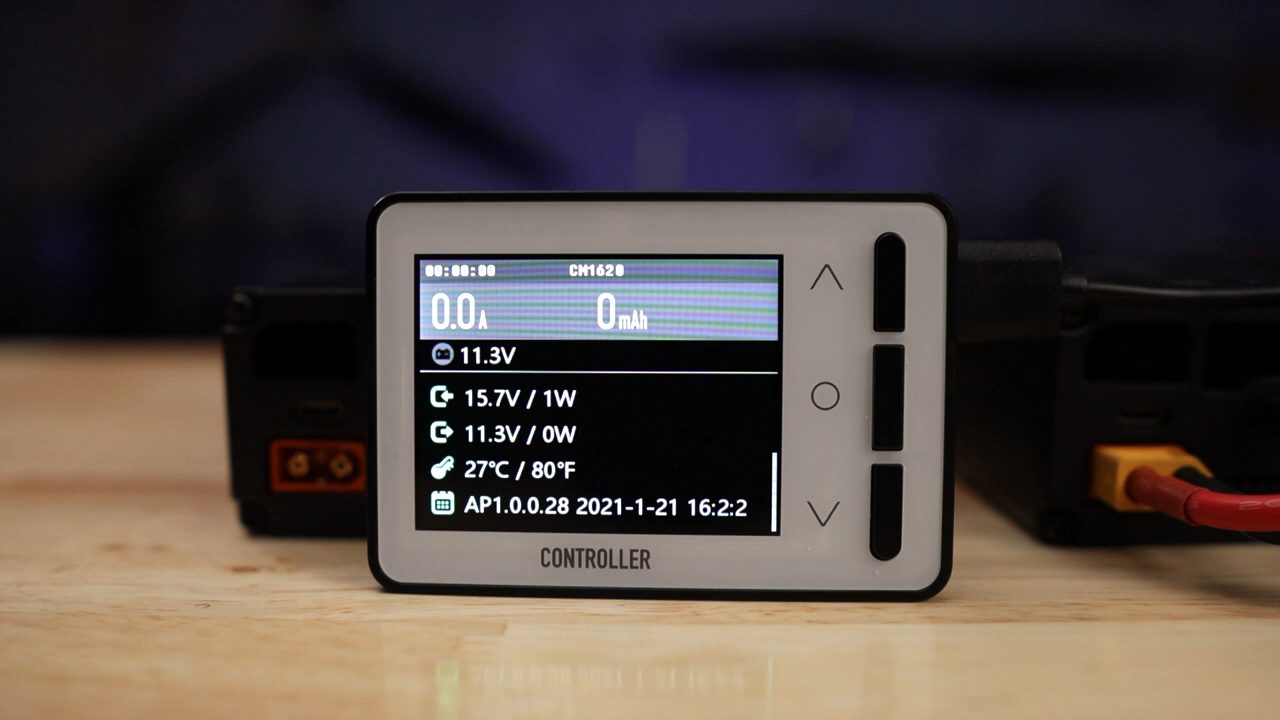 00:00:00 CM1620
0.0A 0mAh
11.3V
15.7V / 1W
11.3V / 0W
27℃ / 80°F
AP1.0.0.28 2021-1-21 16:2:2
CONTROLLER